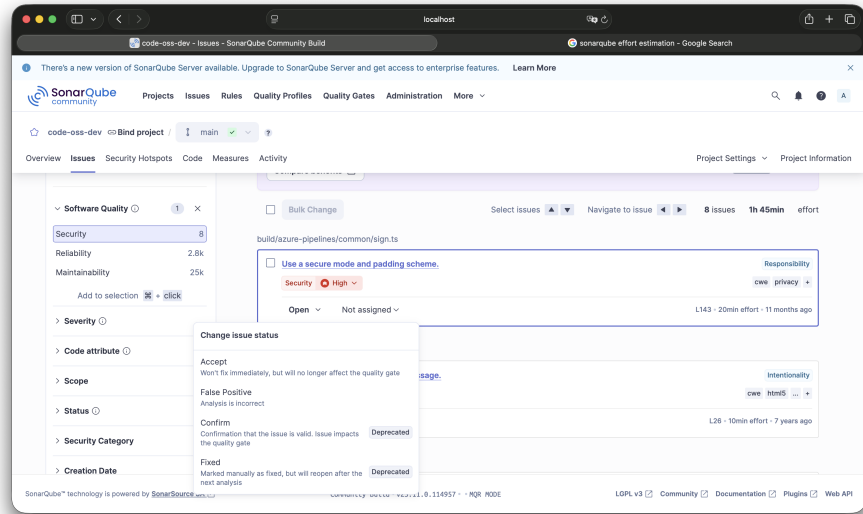 localhost
code-oss-dev - Issues - SonarQube Community Build
sonarqube effort estimation - Google Search
There's a new version of SonarQube Server available. Upgrade to SonarQube Server and get access to enterprise features. Learn More
SonarQube community
Projects Issues Rules Quality Profiles Quality Gates Administration More
A
code-oss-dev Bind project / main
Overview Issues Security Hotspots Code Measures Activity
Project Settings Project Information
Software Quality 1
Security 8
Reliability 2.8k
Maintainability 25k
Add to selection ⌘ + click
Severity
Code attribute
Scope
Status
Security Category
Creation Date
Bulk Change
Select issues Navigate to issue 8 issues 1h 45min effort
build/azure-pipelines/common/sign.ts
Use a secure mode and padding scheme.
Responsibility
Security High
cwe privacy +
Open Not assigned
L143 • 20min effort • 11 months ago
Change issue status
Accept
Won't fix immediately, but will no longer affect the quality gate
False Positive
Analysis is incorrect
Confirm
Confirmation that the issue is valid. Issue impacts the quality gate
Deprecated
Fixed
Marked manually as fixed, but will reopen after the next analysis
Deprecated
Intentionality
cwe html5 ... +
L26 • 10min effort • 7 years ago
SonarQube™ technology is powered by SonarSource
MQR MODE
LGPL v3 Community Documentation Plugins Web API